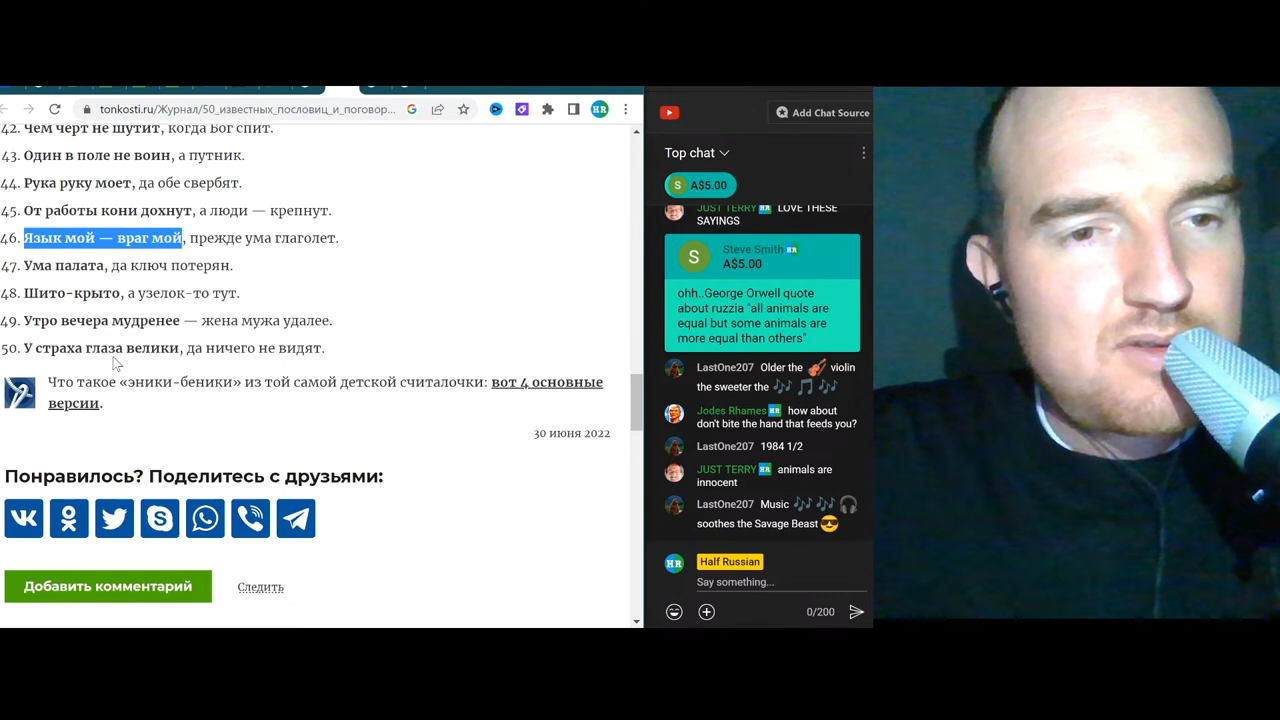 tonkosti.ru/Журнал/50_известных_пословиц_и_поговор...
42. Чем черт не шутит, когда Бог спит.
43. Один в поле не воин, а путник.
44. Рука руку моет, да обе свербят.
45. От работы кони дохнут, а люди — крепнут.
46. Язык мой — враг мой, прежде ума глаголет.
47. Ума палата, да ключ потерян.
48. Шито-крыто, а узелок-то тут.
49. Утро вечера мудренее — жена мужа удалее.
50. У страха глаза велики, да ничего не видят.
Что такое «эники-беники» из той самой детской считалочки: вот 4 основные
версии.
30 июня 2022
Понравилось? Поделитесь с друзьями:
Добавить комментарий
Следить
Add Chat Source
Top chat
S A$5.00
JUST TERRY HR LOVE THESE
SAYINGS
S
Steve Smith HR
A$5.00
ohh..George Orwell quote
about ruzzia "all animals are
equal but some animals are
more equal than others"
LastOne207 Older the violin
the sweeter the
Jodes Rhames HR how about
don't bite the hand that feeds you?
LastOne207 1984 1/2
JUST TERRY HR animals are
innocent
LastOne207 Music
soothes the Savage Beast
HR Half Russian
Say something...
0/200